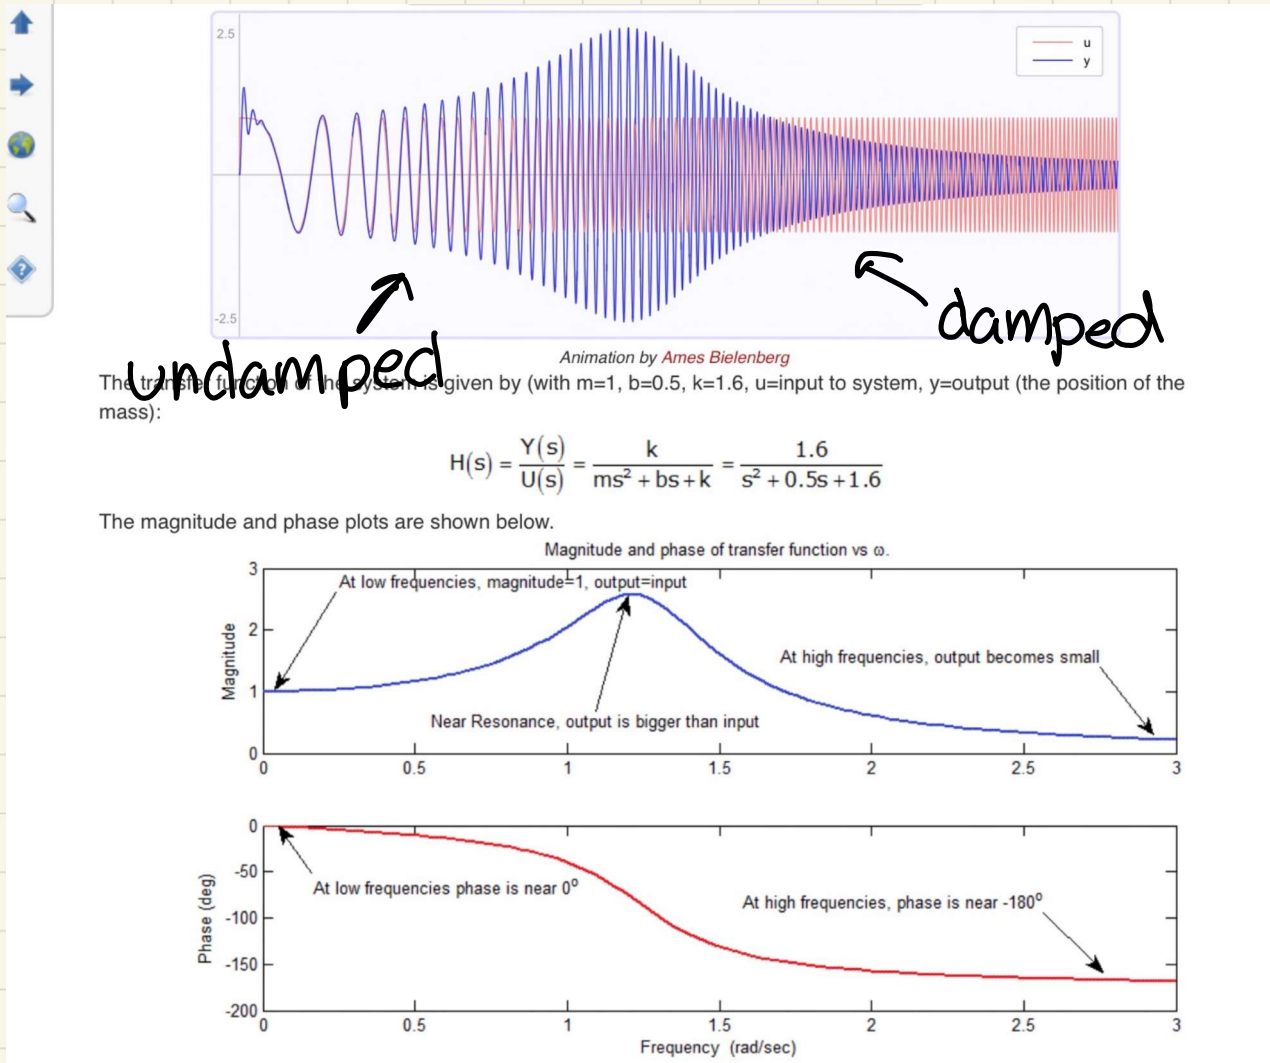 2.5
u
y
-2.5
undamped
damped
Animation by Ames Bielenberg
The transfer function of the system is given by (with m=1, b=0.5, k=1.6, u=input to system, y=output (the position of the
mass):
H(s) = Y(s)/U(s) = k/(ms² + bs + k) = 1.6/(s² + 0.5s + 1.6)
The magnitude and phase plots are shown below.
Magnitude and phase of transfer function vs ω.
3
At low frequencies, magnitude=1, output=input
2
Magnitude
At high frequencies, output becomes small
1
Near Resonance, output is bigger than input
0
0 0.5 1 1.5 2 2.5 3
0
-50
At low frequencies phase is near 0º
At high frequencies, phase is near -180º
Phase (deg)
-100
-150
-200
0 0.5 1 1.5 2 2.5 3
Frequency (rad/sec)